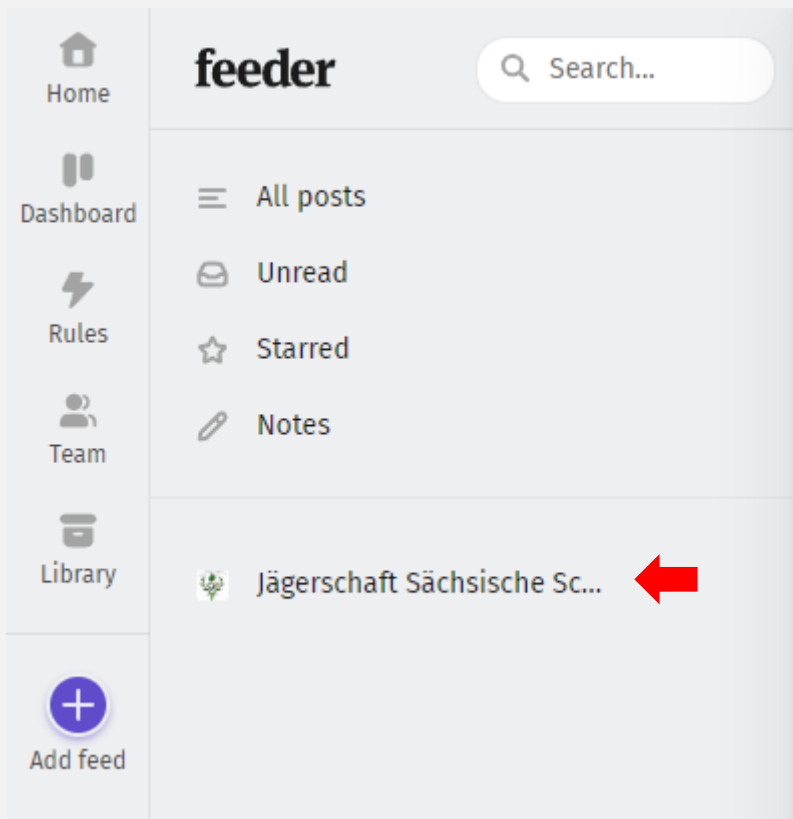 Home
Dashboard
Rules
Team
Library
Add feed
feeder
Search...
All posts
Unread
Starred
Notes
Jägerschaft Sächsische Sc...